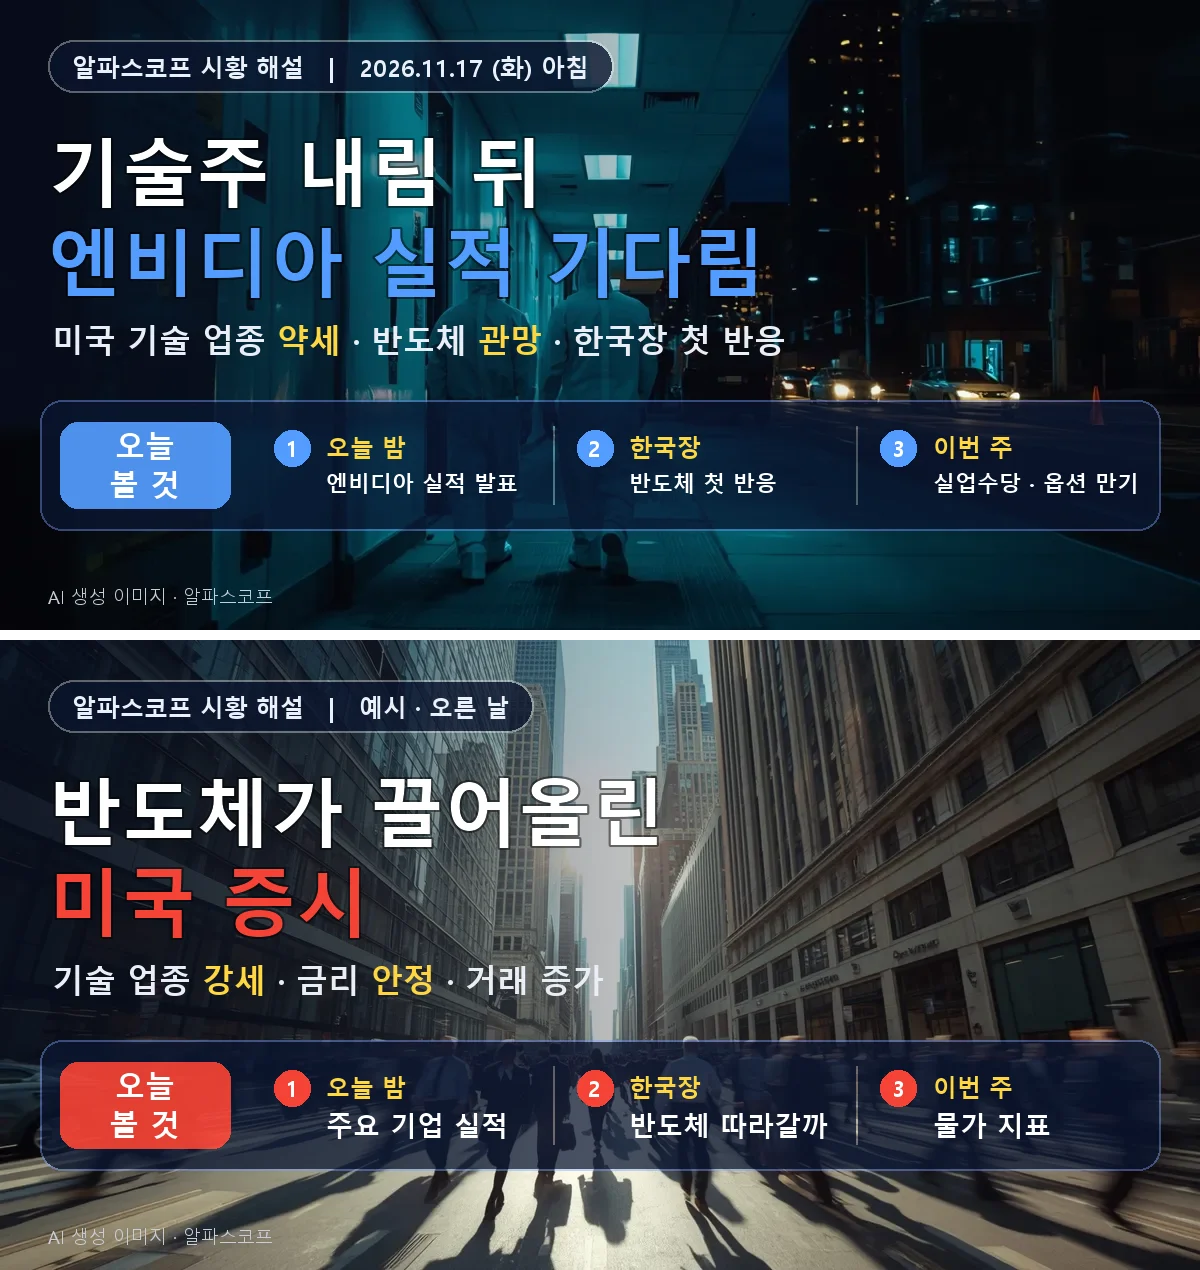 알파스코프 시황 해설 | 2026.11.17 (화) 아침
기술주 내림 뒤
엔비디아 실적 기다림
미국 기술 업종 약세 · 반도체 관망 · 한국장 첫 반응
오늘
볼 것
1 오늘 밤
엔비디아 실적 발표
2 한국장
반도체 첫 반응
3 이번 주
실업수당 · 옵션 만기
AI 생성 이미지 · 알파스코프
알파스코프 시황 해설 | 예시 · 오른 날
반도체가 끌어올린
미국 증시
기술 업종 강세 · 금리 안정 · 거래 증가
오늘
볼 것
1 오늘 밤
주요 기업 실적
2 한국장
반도체 따라갈까
3 이번 주
물가 지표
AI 생성 이미지 · 알파스코프